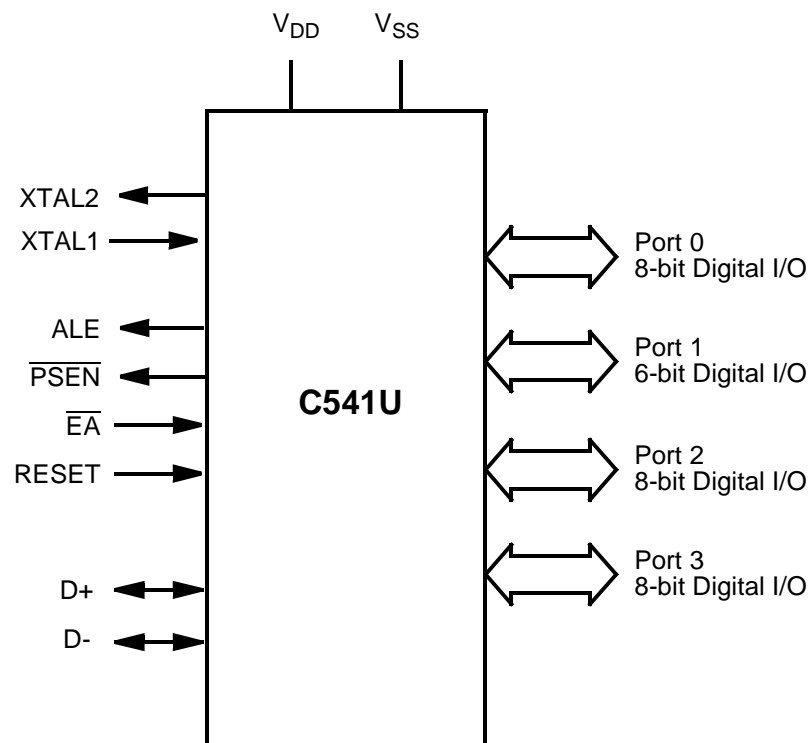 VDD VSS
XTAL2
XTAL1
ALE
PSEN
EA
RESET
D+
D-
C541U
Port 0
8-bit Digital I/O
Port 1
6-bit Digital I/O
Port 2
8-bit Digital I/O
Port 3
8-bit Digital I/O